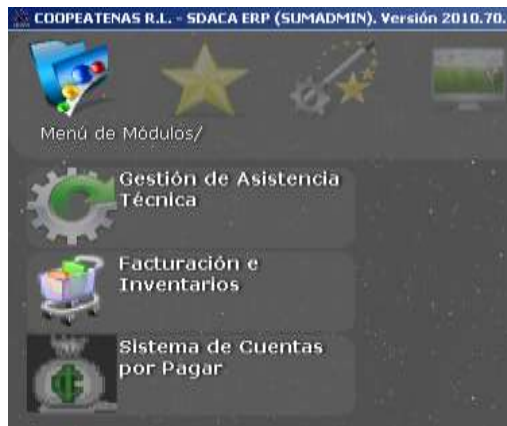 COOPEATENAS R.L. - SDACA ERP (SUMADMIN). Versión 2010.70.
Menú de Módulos/
Gestión de Asistencia
Técnica
Facturación e
Inventarios
Sistema de Cuentas
por Pagar